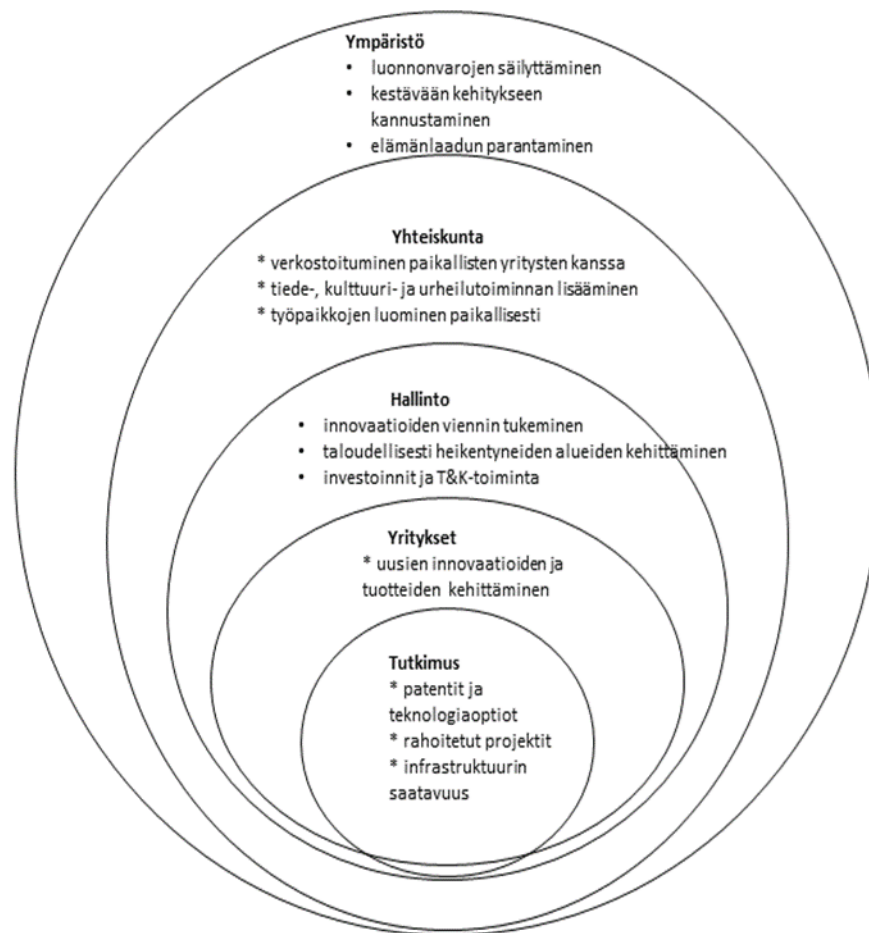 Ympäristö
• luonnonvarojen säilyttäminen
• kestävään kehitykseen
kannustaminen
• elämänlaadun parantaminen
Yhteiskunta
* verkostoituminen paikallisten yritysten kanssa
* tiede-, kulttuuri- ja urheilutoiminnan lisääminen
* työpaikkojen luominen paikallisesti
Hallinto
• innovaatioiden viennin tukeminen
• taloudellisesti heikentyneiden alueiden kehittäminen
• investoinnit ja T&K-toiminta
Yritykset
* uusien innovaatioiden ja
tuotteiden kehittäminen
Tutkimus
* patentit ja
teknologiaoptiot
* rahoitetut projektit
* infrastruktuurin
saatavuus